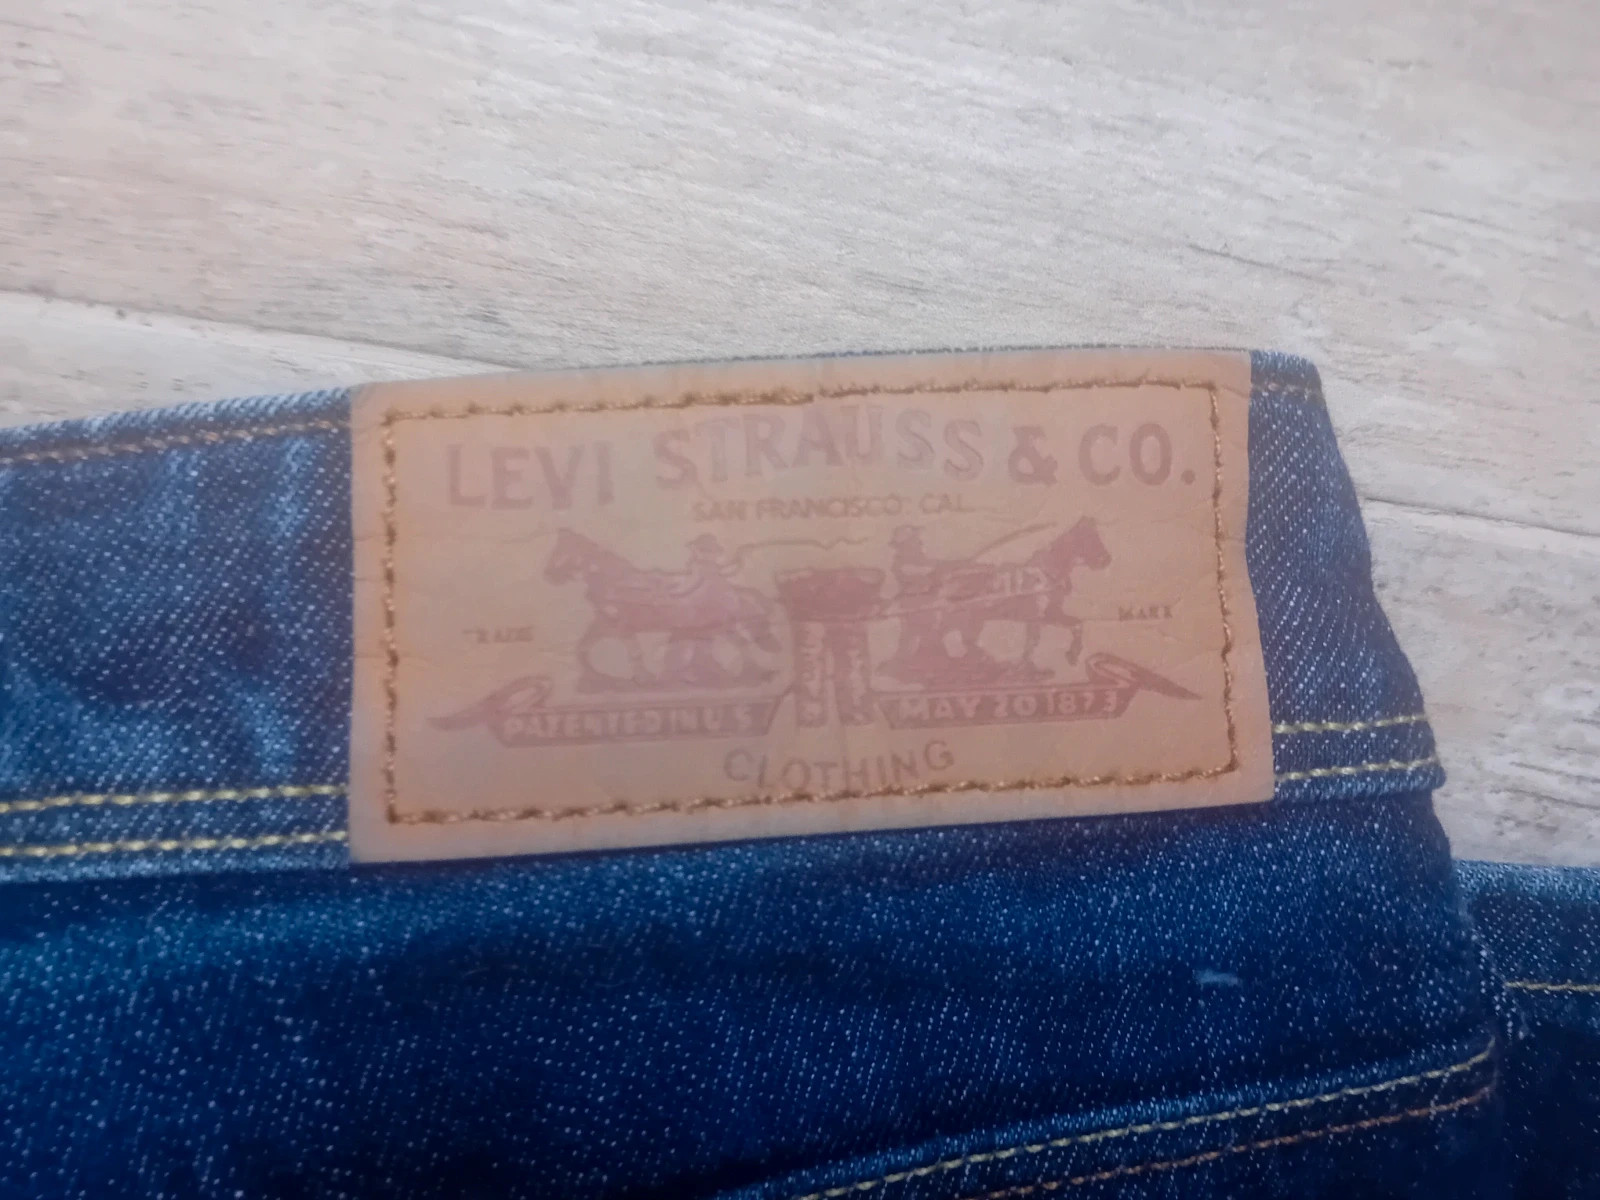 LEVI STRAUSS & CO.
SAN FRANCISCO CAL
TRADE MARK
PATENTED IN U S MAY 20 1873
CLOTHING